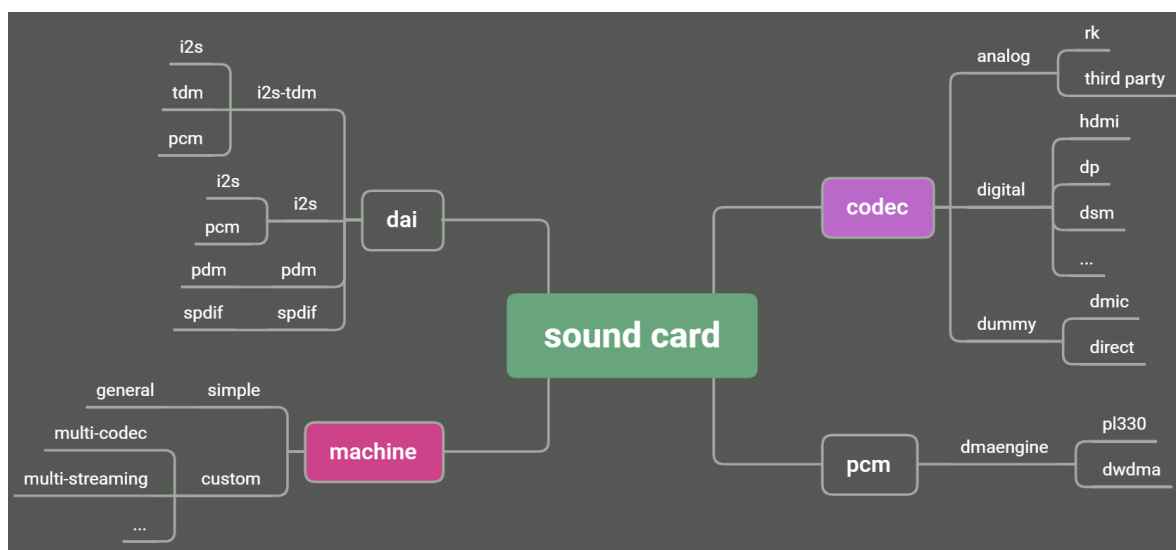 i2s
tdm
pcm
i2s-tdm
i2s
pcm
i2s
pdm
pdm
spdif
spdif
dai
general
simple
multi-codec
multi-streaming
...
custom
machine
sound card
codec
analog
rk
third party
digital
hdmi
dp
dsm
...
dummy
dmic
direct
pcm
dmaengine
pl330
dwdma